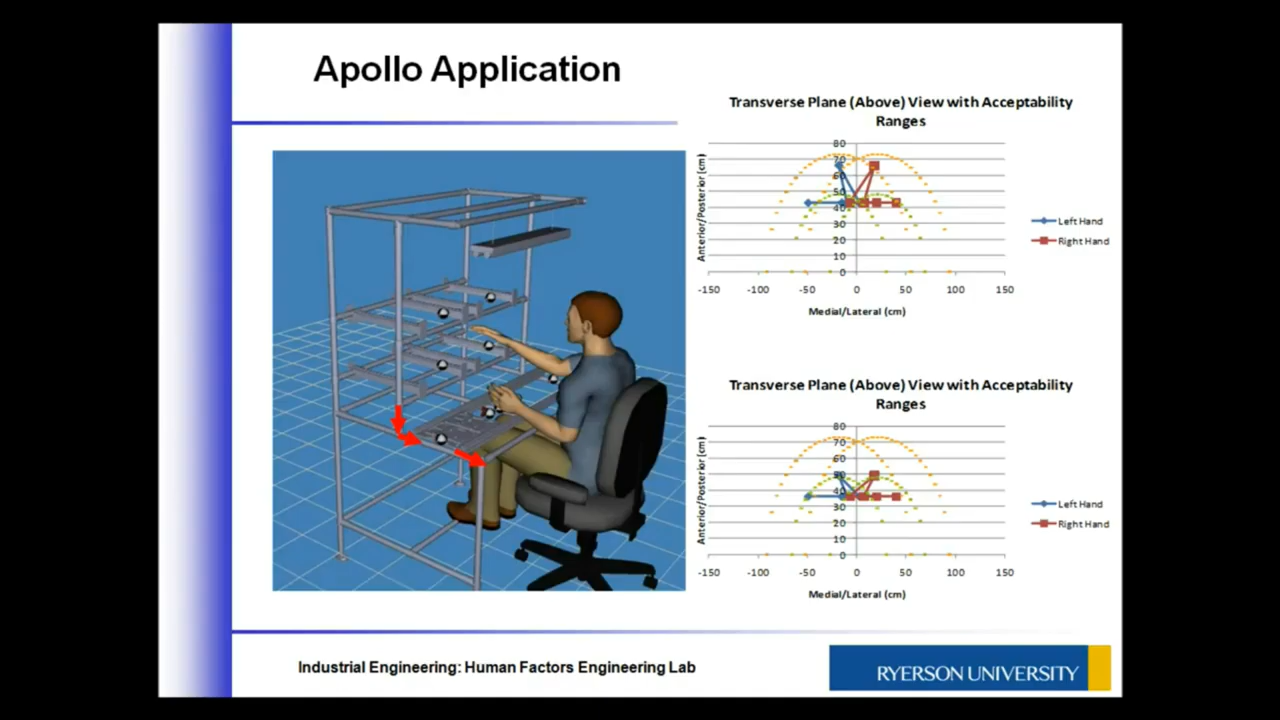 Apollo Application
Transverse Plane (Above) View with Acceptability
Ranges
Anterior/Posterior (cm)
80
70
60
50
40
30
20
10
0
-150 -100 -50 0 50 100 150
Medial/Lateral (cm)
Left Hand
Right Hand
Transverse Plane (Above) View with Acceptability
Ranges
Anterior/Posterior (cm)
80
70
60
50
40
30
20
10
0
-150 -100 -50 0 50 100 150
Medial/Lateral (cm)
Left Hand
Right Hand
Industrial Engineering: Human Factors Engineering Lab
RYERSON UNIVERSITY